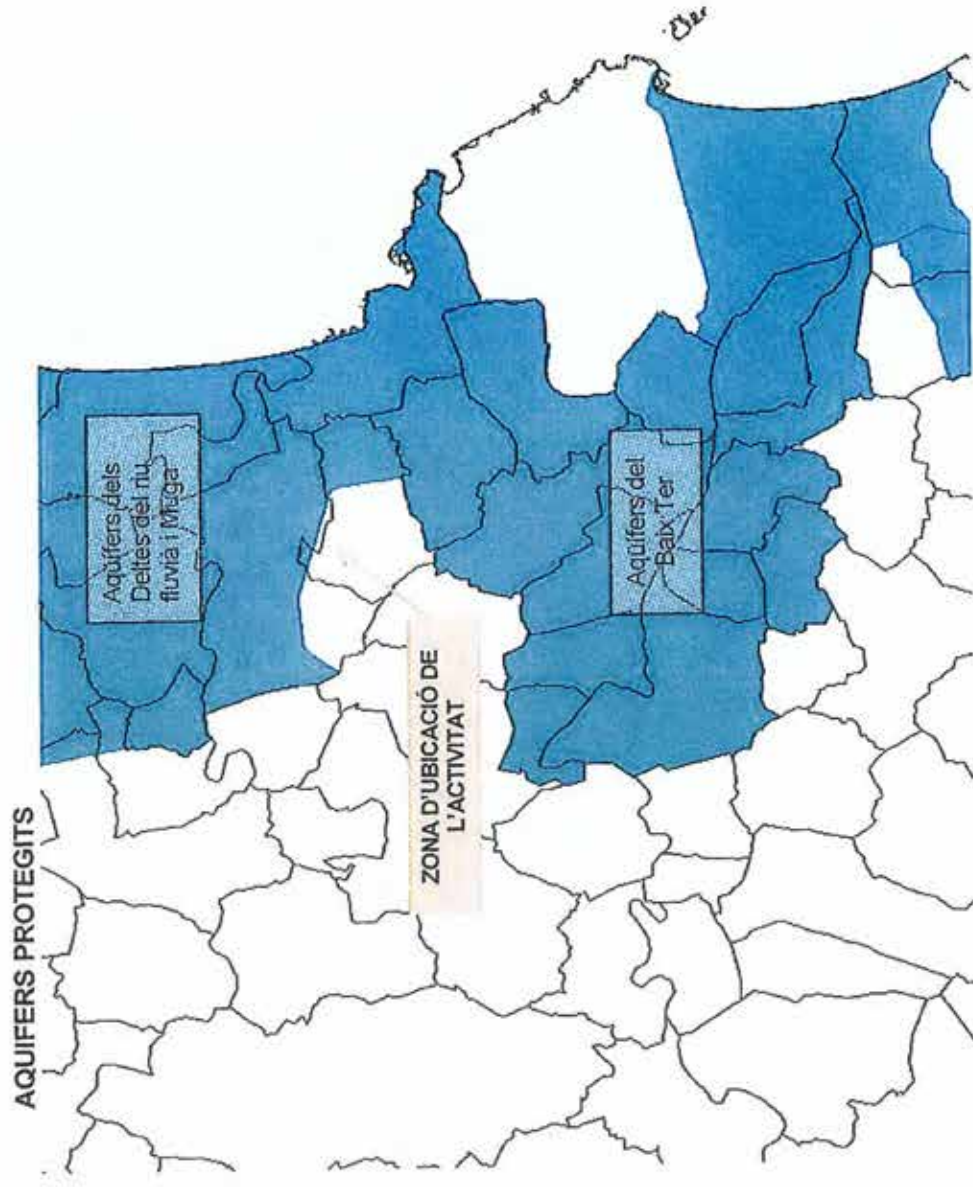 AQUIFERS PROTEGITS
Aqüífers dels
Deltes del riu
fluvià i Muga
ZONA D'UBICACIÓ DE
L'ACTIVITAT
Aqüífers del
Baix Ter